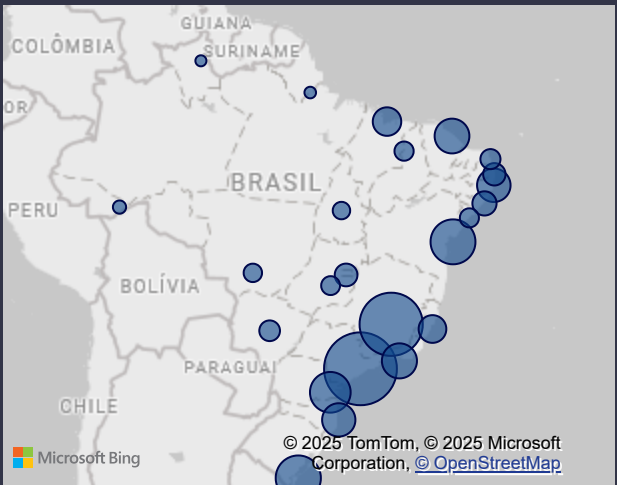 GUIANA
COLÔMBIA
SURINAME
OR
BRASIL
PERU
BOLÍVIA
PARAGUAI
CHILE
© 2025 TomTom, © 2025 Microsoft
Microsoft Bing
Corporation, © OpenStreetMap